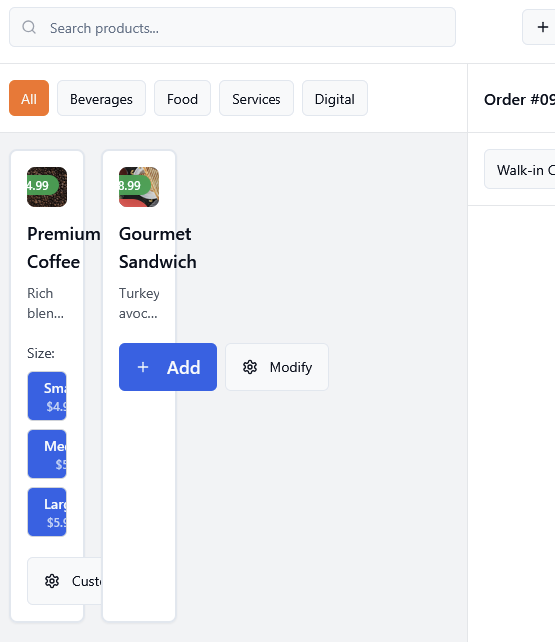 Search products...
All
Beverages
Food
Services
Digital
Order #09
Walk-in C
4.99
8.99
Premium
Coffee
Gourmet
Sandwich
Rich
blen...
Turkey
avoc...
Size:
Add
Modify
Sma
$4.9
Med
$5
Larg
$5.9
Custo